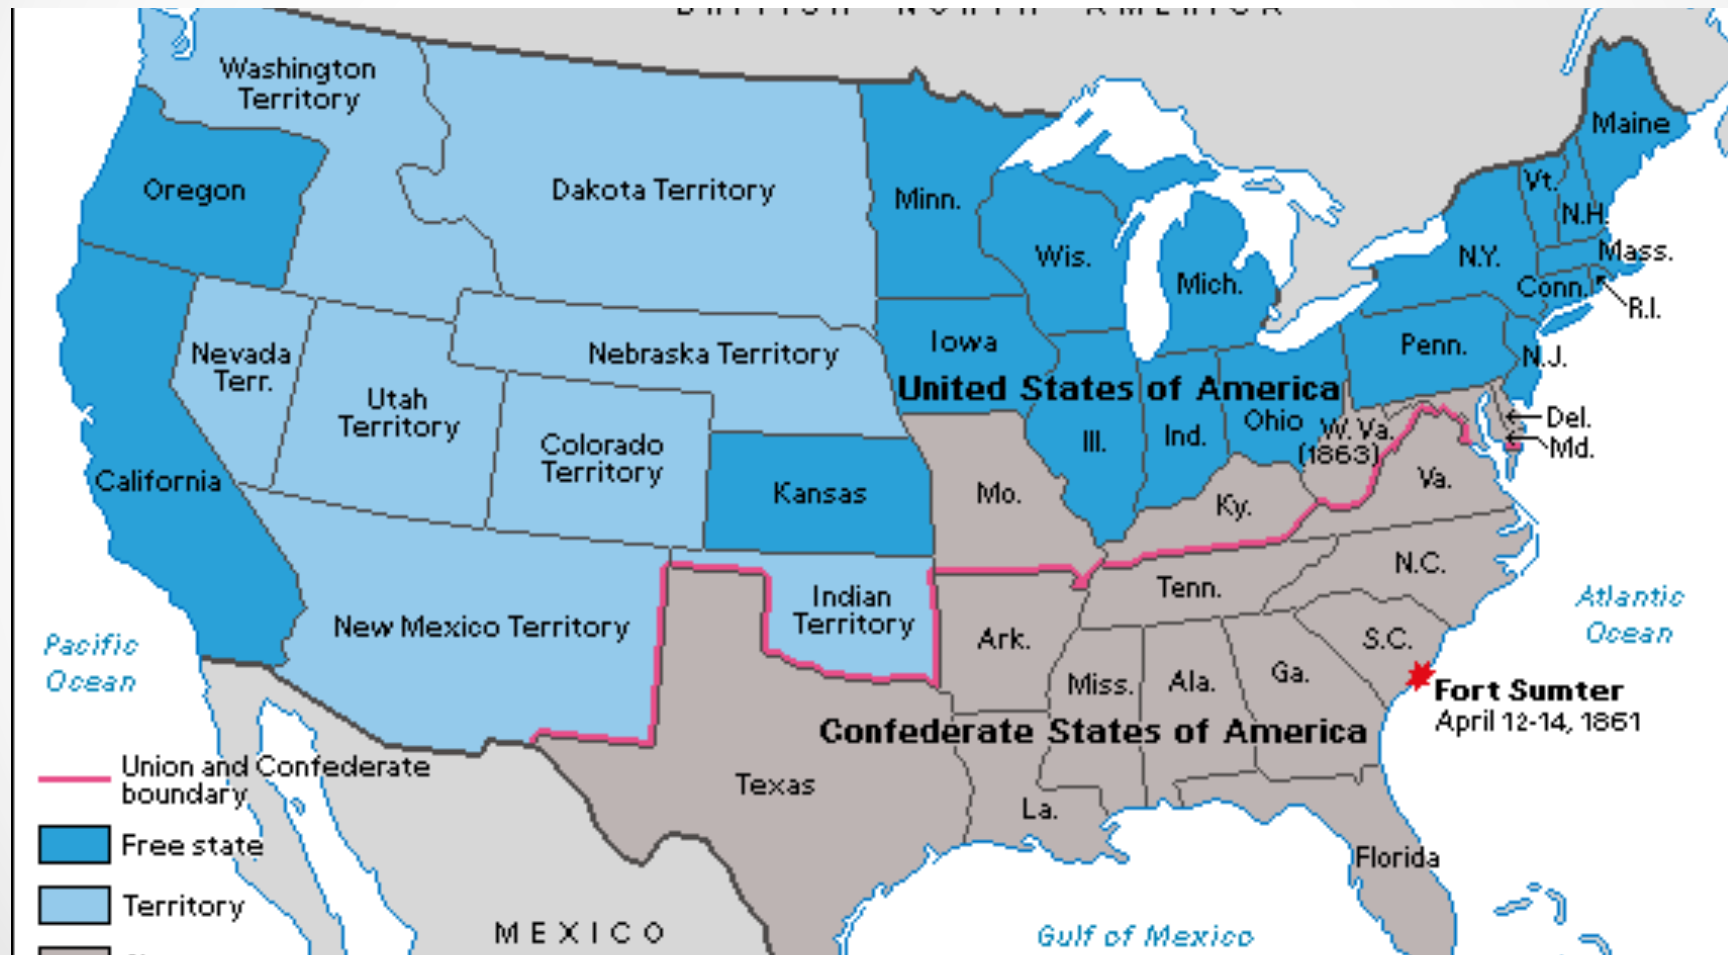 BRITISH NORTH AMERICA
Washington
Territory
Maine
Oregon
Dakota Territory
Minn.
Vt.
N.H.
Wis.
N.Y.
Mass.
Mich.
Conn.
R.I.
Nevada
Terr.
Nebraska Territory
Iowa
Penn.
N.J.
Utah
Territory
United States of America
Colorado
Territory
Ill.
Ind.
Ohio
W. Va.
(1863)
Del.
Md.
California
Kansas
Mo.
Ky.
Va.
New Mexico Territory
Indian
Territory
Tenn.
N.C.
Atlantic
Ocean
Pacific
Ocean
Ark.
S.C.
Miss.
Ala.
Ga.
Fort Sumter
April 12-14, 1861
Confederate States of America
Texas
La.
Florida
Union and Confederate
boundary
Free state
Territory
MEXICO
Gulf of Mexico